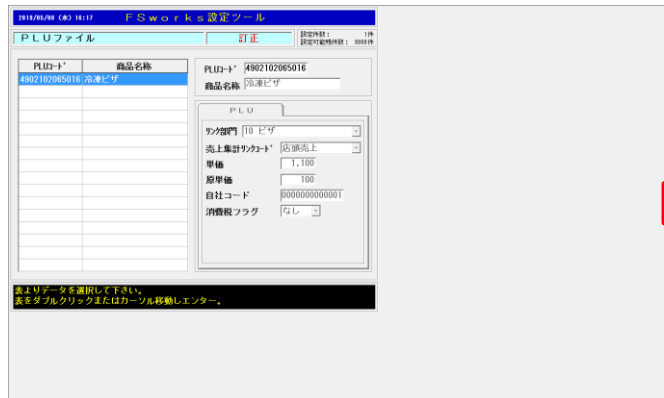 2019/05/08 (水) 16:17 FSworks設定ツール
PLUファイル 訂正 設定件数: 1件
設定可能残件数: 8000件
PLUコード 商品名称
4902102065016 冷凍ピザ
PLUコード 4902102065016
商品名称 冷凍ピザ
PLU
リンク部門 10 ピザ
売上集計リンクコード 店頭売上
単価 1,100
原単価 100
自社コード 0000000000001
消費税フラグ なし
表よりデータを選択して下さい。
表をダブルクリックまたはカーソル移動しエンター。